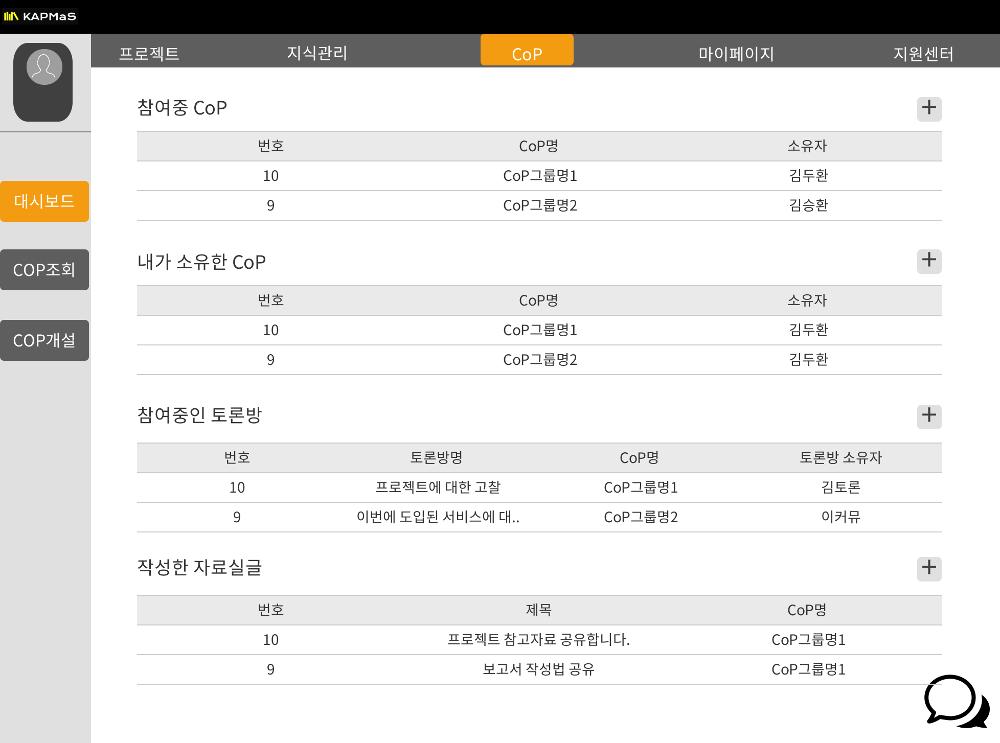 KAPMaS
프로젝트 지식관리 CoP 마이페이지 지원센터
대시보드
COP조회
COP개설
참여중 CoP +
번호 CoP명 소유자
10 CoP그룹명1 김두환
9 CoP그룹명2 김승환
내가 소유한 CoP +
번호 CoP명 소유자
10 CoP그룹명1 김두환
9 CoP그룹명2 김두환
참여중인 토론방 +
번호 토론방명 CoP명 토론방 소유자
10 프로젝트에 대한 고찰 CoP그룹명1 김토론
9 이번에 도입된 서비스에 대.. CoP그룹명2 이커뮤
작성한 자료실글 +
번호 제목 CoP명
10 프로젝트 참고자료 공유합니다. CoP그룹명1
9 보고서 작성법 공유 CoP그룹명1